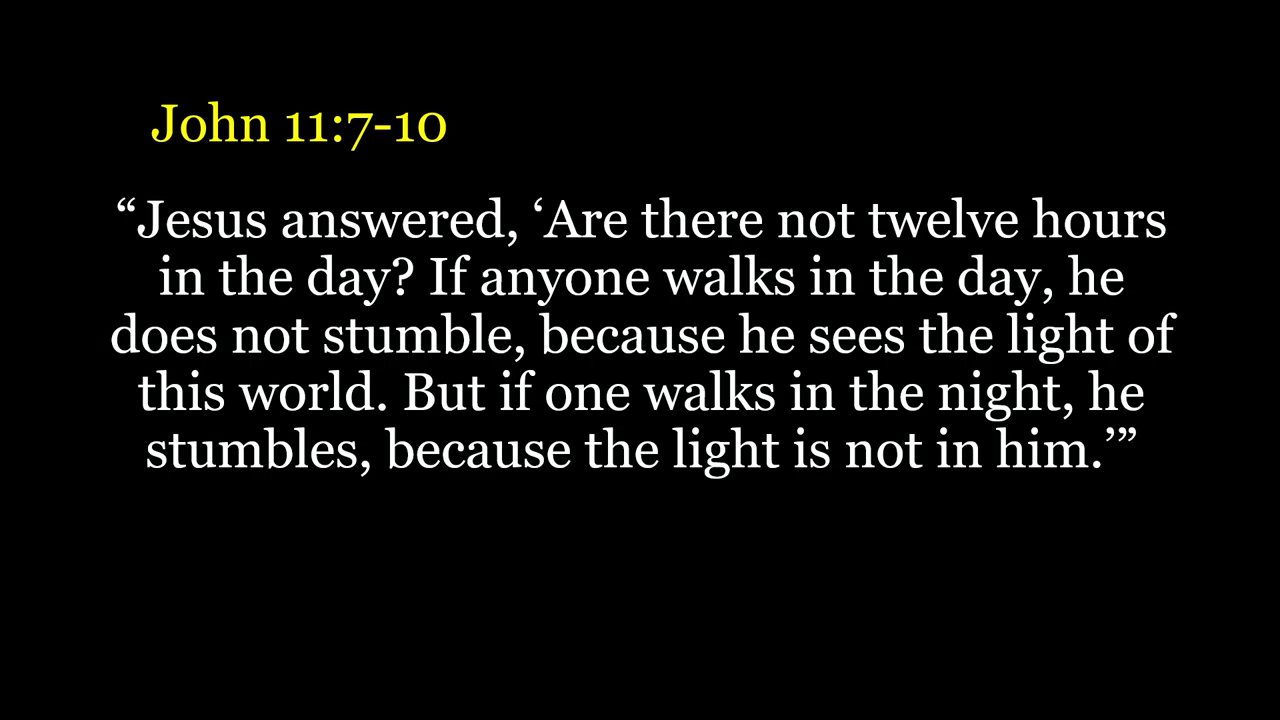 John 11:7-10
“Jesus answered, ‘Are there not twelve hours
in the day? If anyone walks in the day, he
does not stumble, because he sees the light of
this world. But if one walks in the night, he
stumbles, because the light is not in him.’”